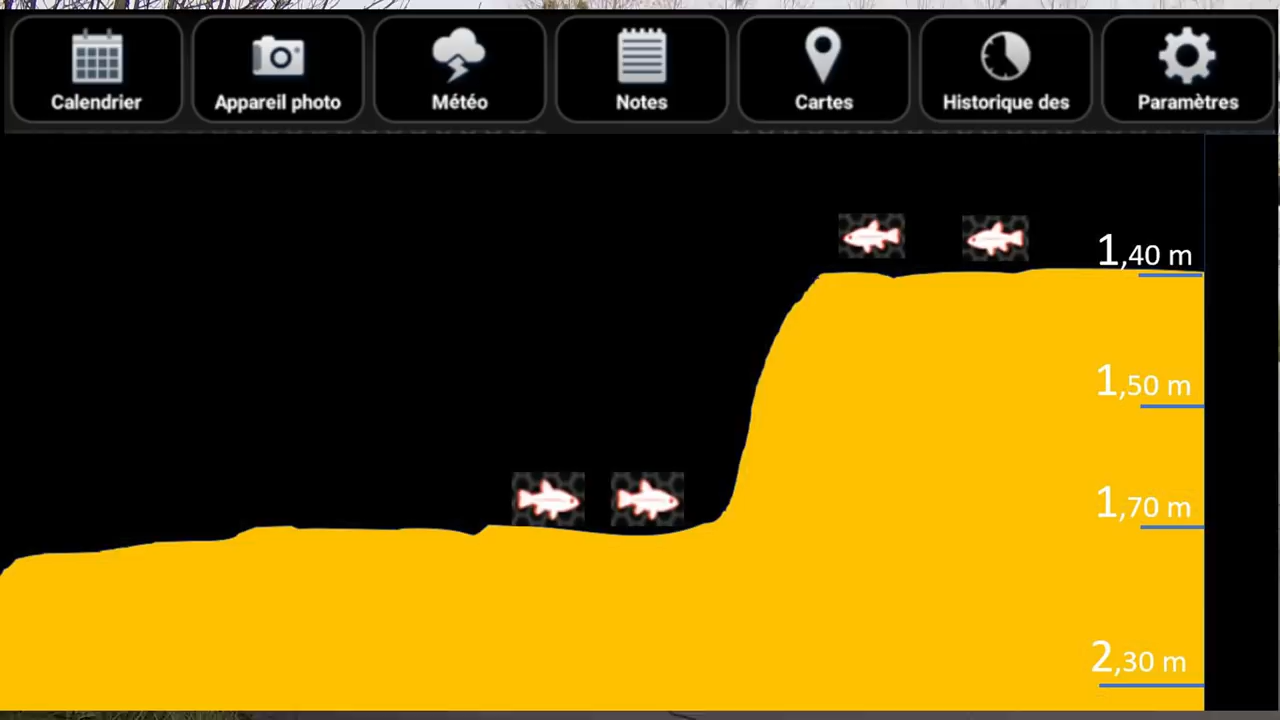 Calendrier
Appareil photo
Météo
Notes
Cartes
Historique des
Paramètres
1,40 m
1,50 m
1,70 m
2,30 m